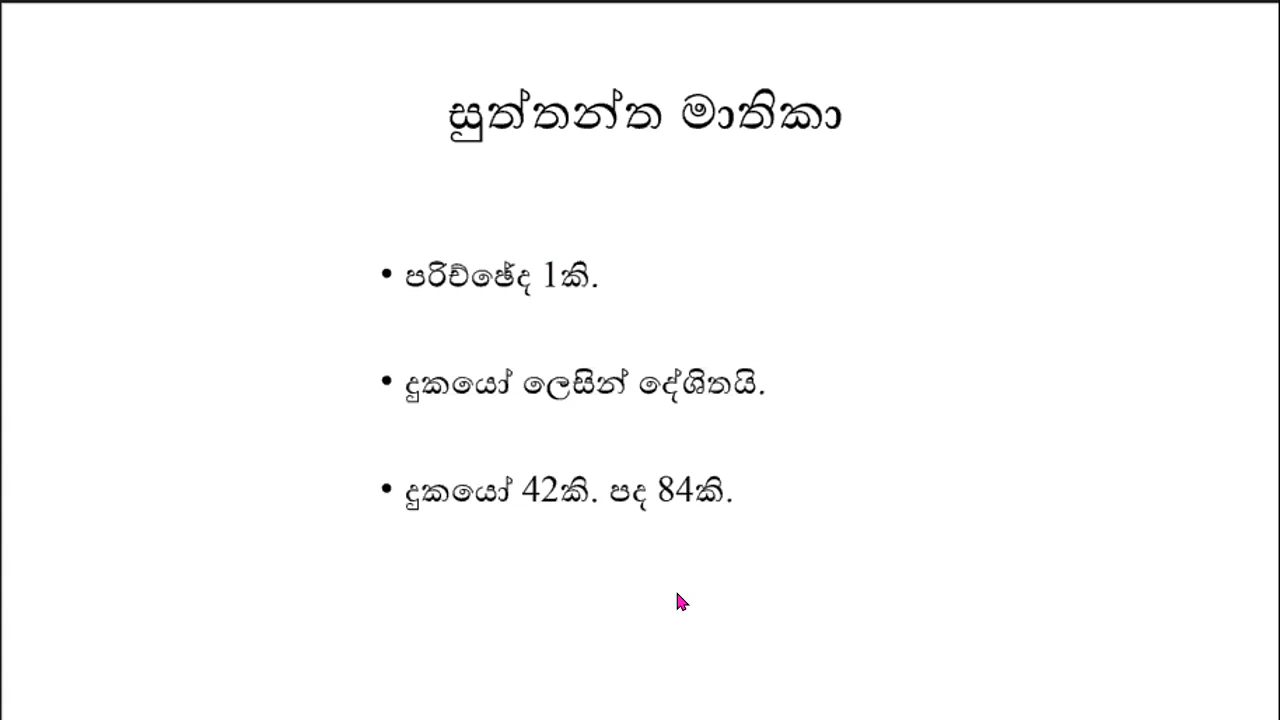 සුත්තන්ත මාතිකා
• පරිච්ඡේද 1කි.
• දුකයෝ ලෙසින් දේශිතයි.
• දුකයෝ 42කි. පද 84කි.